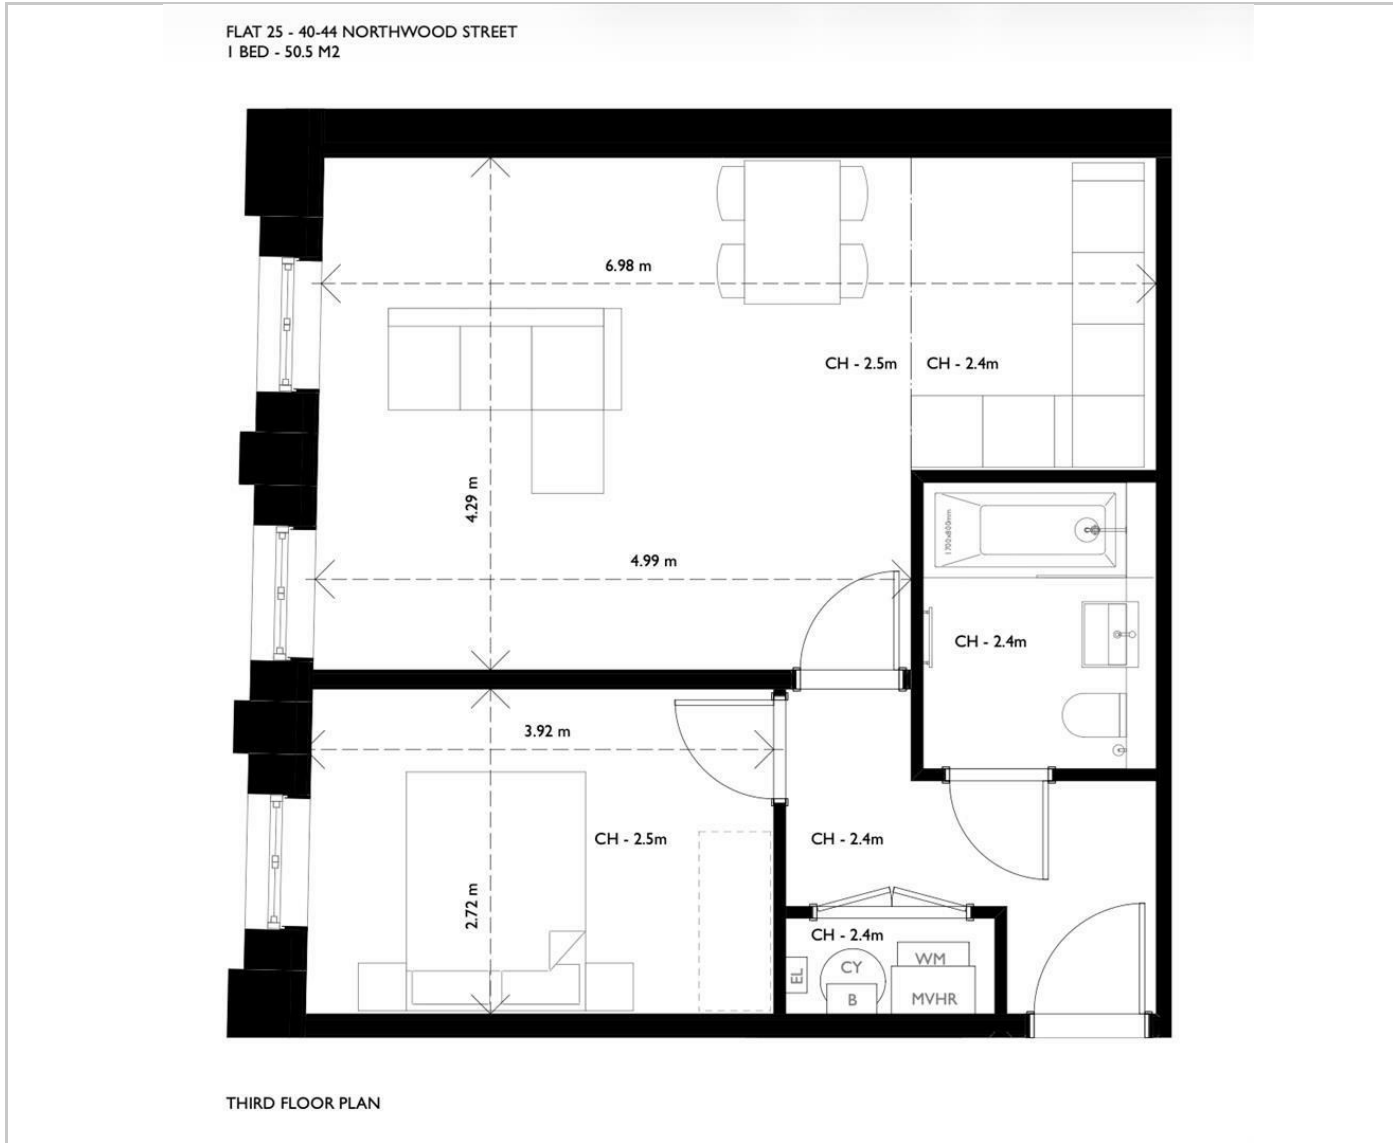 FLAT 25 - 40-44 NORTHWOOD STREET
1 BED - 50.5 M2
6.98 m
CH - 2.5m
CH - 2.4m
4.29 m
4.99 m
1700x800mm
CH - 2.4m
3.92 m
CH - 2.5m
CH - 2.4m
2.72 m
CH - 2.4m
EL
CY
B
WM
MVHR
THIRD FLOOR PLAN